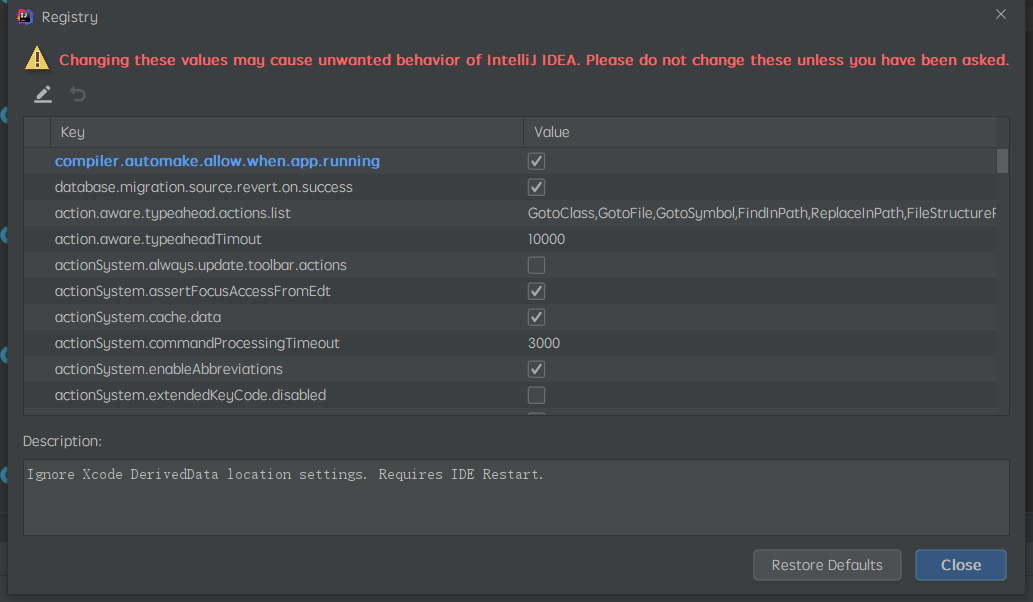 Registry
Changing these values may cause unwanted behavior of IntelliJ IDEA. Please do not change these unless you have been asked.
Key Value
compiler.automake.allow.when.app.running
database.migration.source.revert.on.success
action.aware.typeahead.actions.list GotoClass,GotoFile,GotoSymbol,FindInPath,ReplaceInPath,FileStructureP
action.aware.typeaheadTimout 10000
actionSystem.always.update.toolbar.actions
actionSystem.assertFocusAccessFromEdt
actionSystem.cache.data
actionSystem.commandProcessingTimeout 3000
actionSystem.enableAbbreviations
actionSystem.extendedKeyCode.disabled
Description:
Ignore Xcode DerivedData location settings. Requires IDE Restart.
Restore Defaults Close